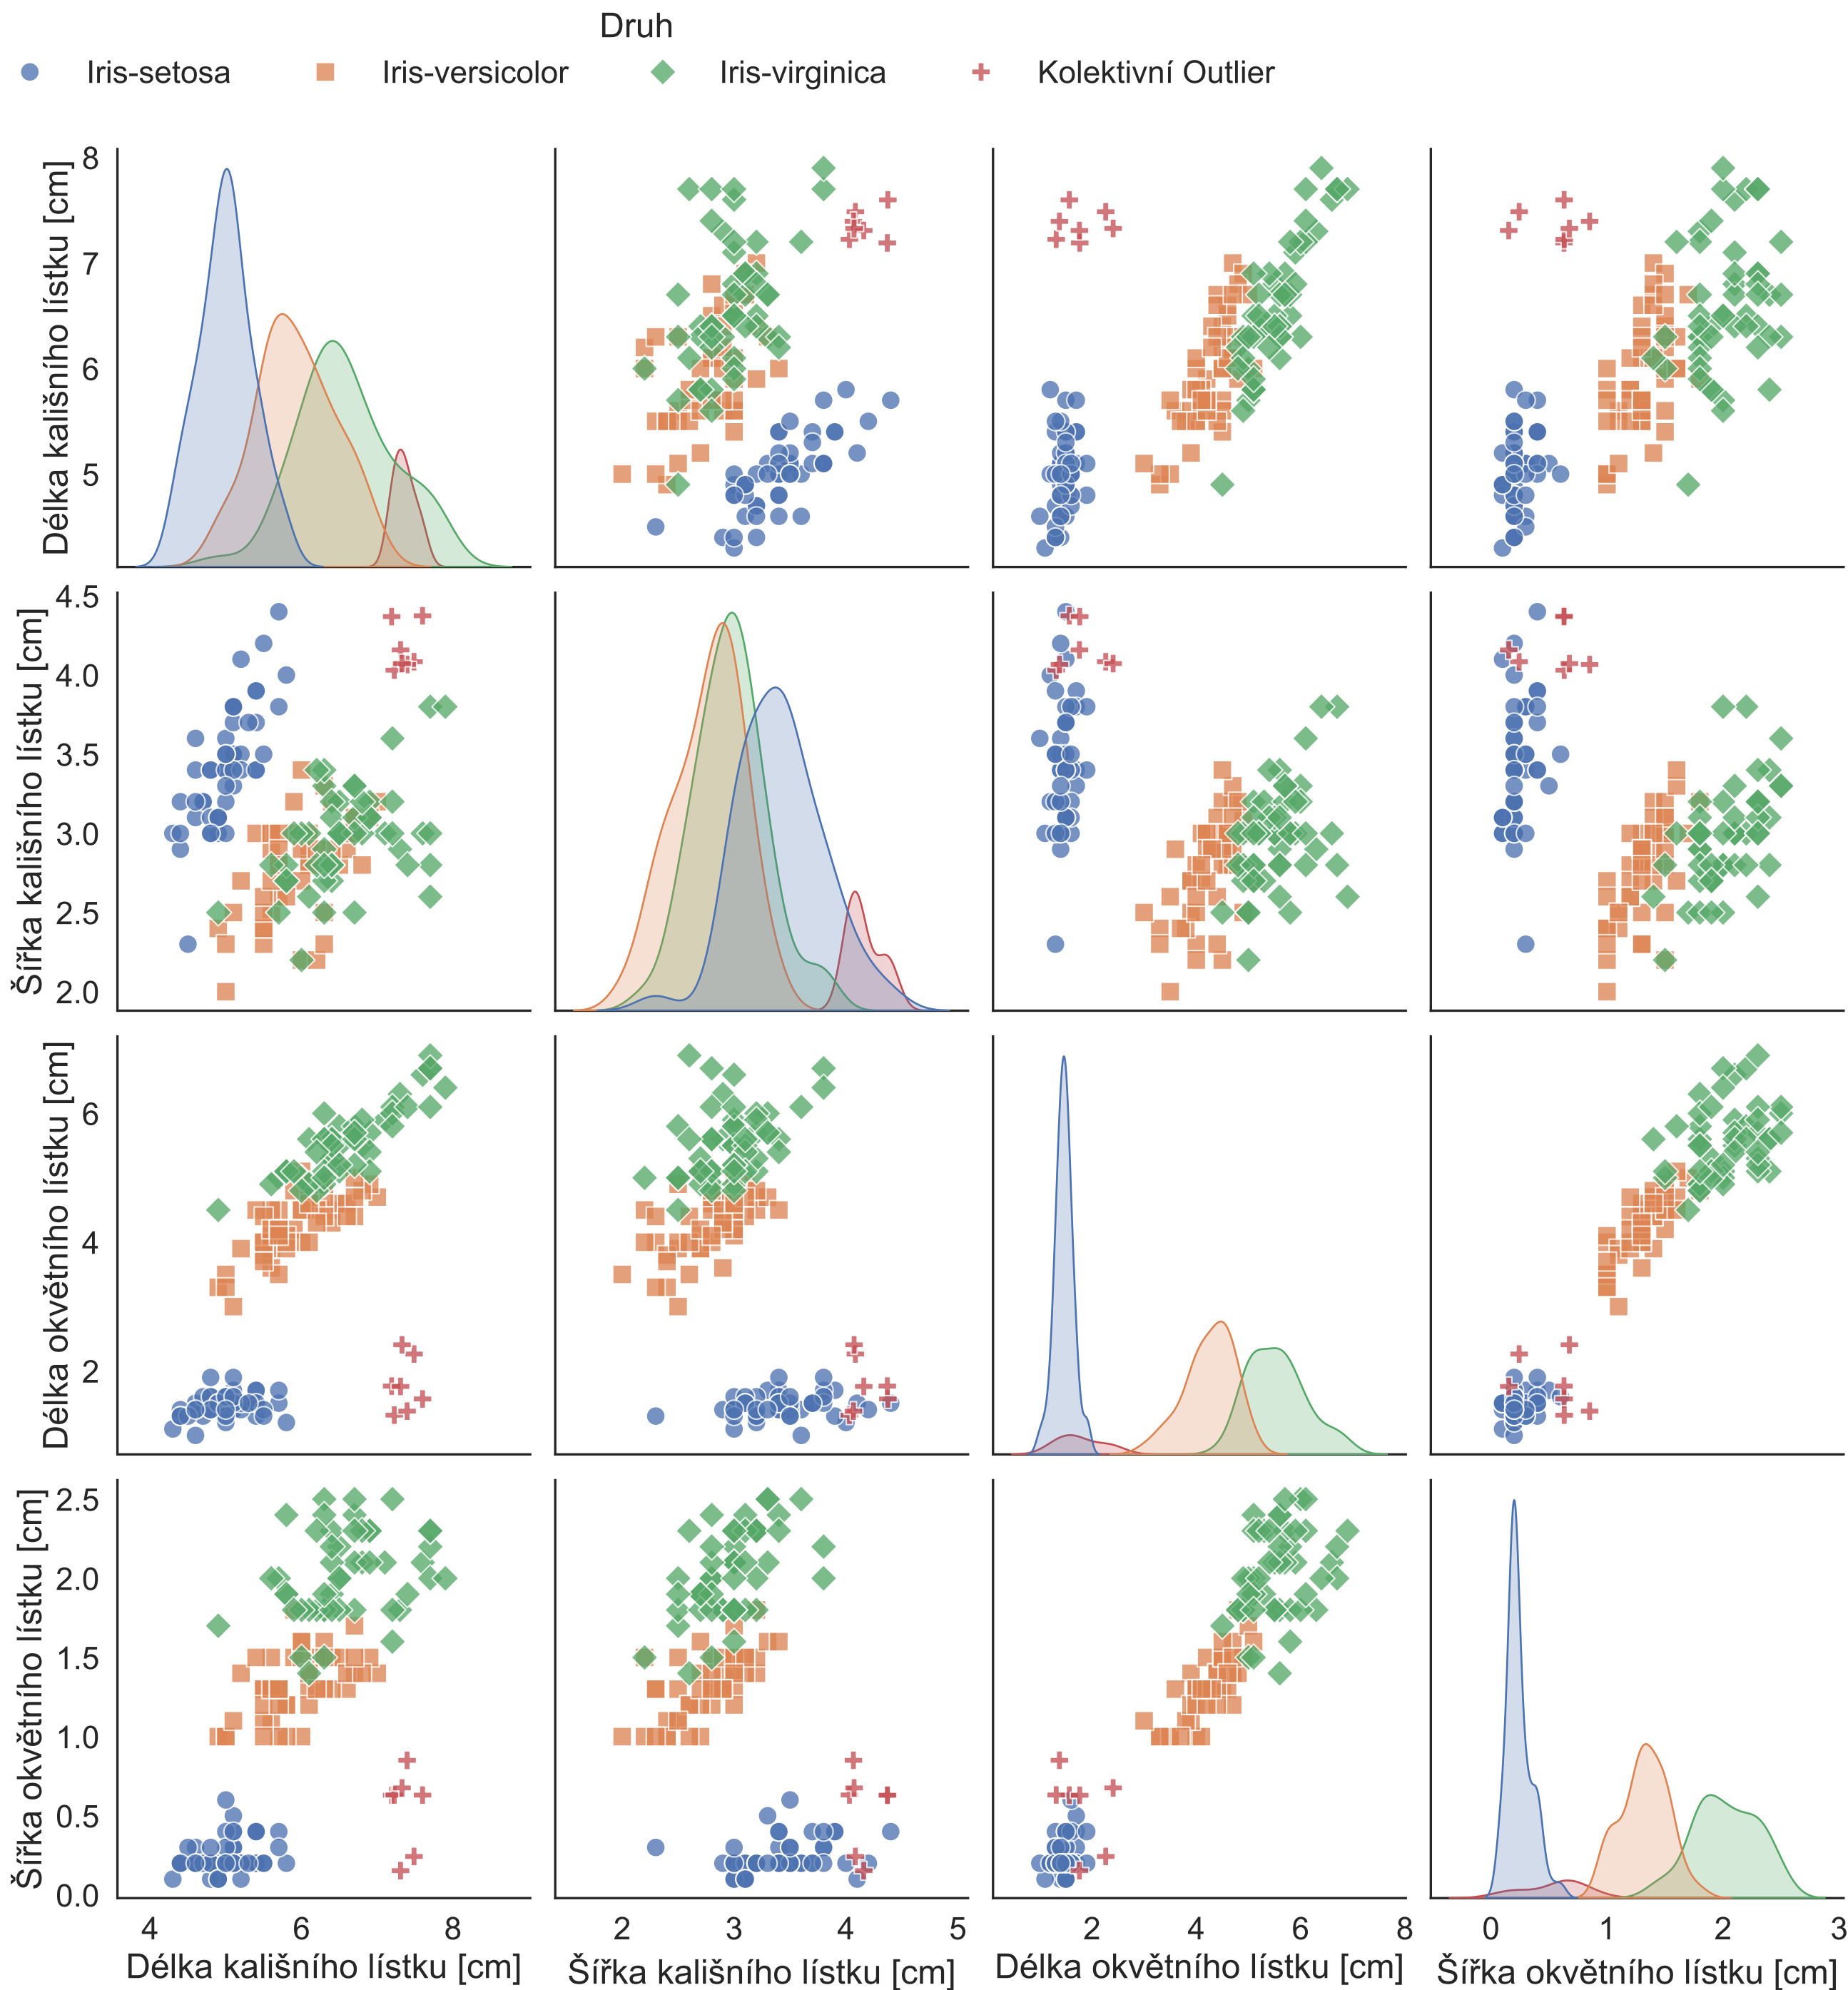 Druh
Iris-setosa Iris-versicolor Iris-virginica Kolektivní Outlier
Délka kališního lístku [cm]
8
7
6
5
Šířka kališního lístku [cm]
4.5
4.0
3.5
3.0
2.5
2.0
Délka okvětního lístku [cm]
6
4
2
Šířka okvětního lístku [cm]
2.5
2.0
1.5
1.0
0.5
0.0
4 6 8 2 3 4 5 2 4 6 8 0 1 2 3
Délka kališního lístku [cm] Šířka kališního lístku [cm] Délka okvětního lístku [cm] Šířka okvětního lístku [cm]